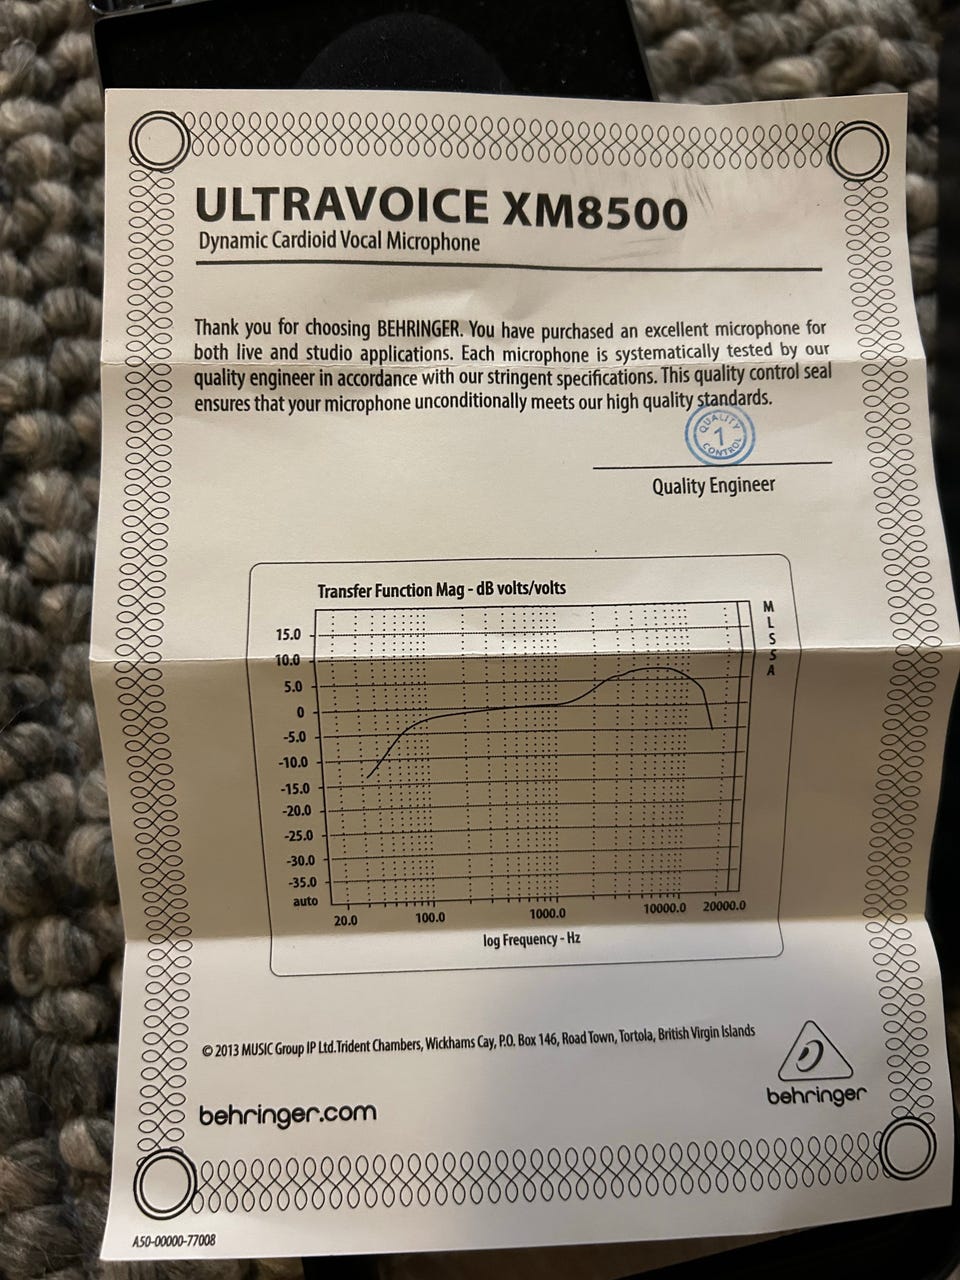 ULTRAVOICE XM8500
Dynamic Cardioid Vocal Microphone
Thank you for choosing BEHRINGER. You have purchased an excellent microphone for
both live and studio applications. Each microphone is systematically tested by our
quality engineer in accordance with our stringent specifications. This quality control seal
ensures that your microphone unconditionally meets our high quality standards.
QUALITY
1
CONTROL
Quality Engineer
Transfer Function Mag - dB volts/volts
MLSSA
15.0
10.0
5.0
0
-5.0
-10.0
-15.0
-20.0
-25.0
-30.0
-35.0
auto
20.0 100.0 1000.0 10000.0 20000.0
log Frequency - Hz
© 2013 MUSIC Group IP Ltd.Trident Chambers, Wickhams Cay, P.O. Box 146, Road Town, Tortola, British Virgin Islands
behringer
behringer.com
A50-00000-77008